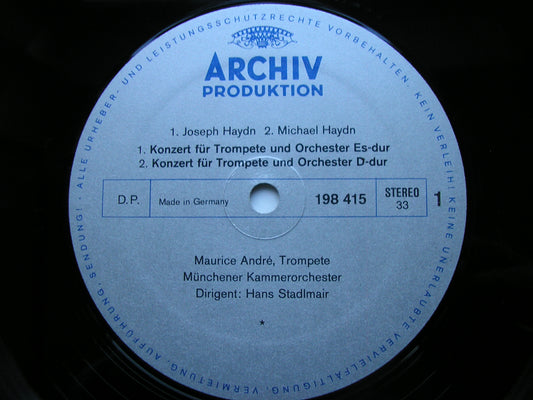 · ALLE URHEBER- UND LEISTUNGSSCHUTZRECHTE VORBEHALTEN· KEIN VERLEIH! KEINE UNERLAUBTE VERVIELFÄLTIGUNG, VERMIETUNG, AUFFÜHRUNG, SENDUNG!
ARCHIV
PRODUKTION
1. Joseph Haydn 2. Michael Haydn
1. Konzert für Trompete und Orchester Es-dur
2. Konzert für Trompete und Orchester D-dur
D.P. Made in Germany 198 415 STEREO 33 1
Maurice André, Trompete
Münchener Kammerorchester
Dirigent: Hans Stadlmair
*